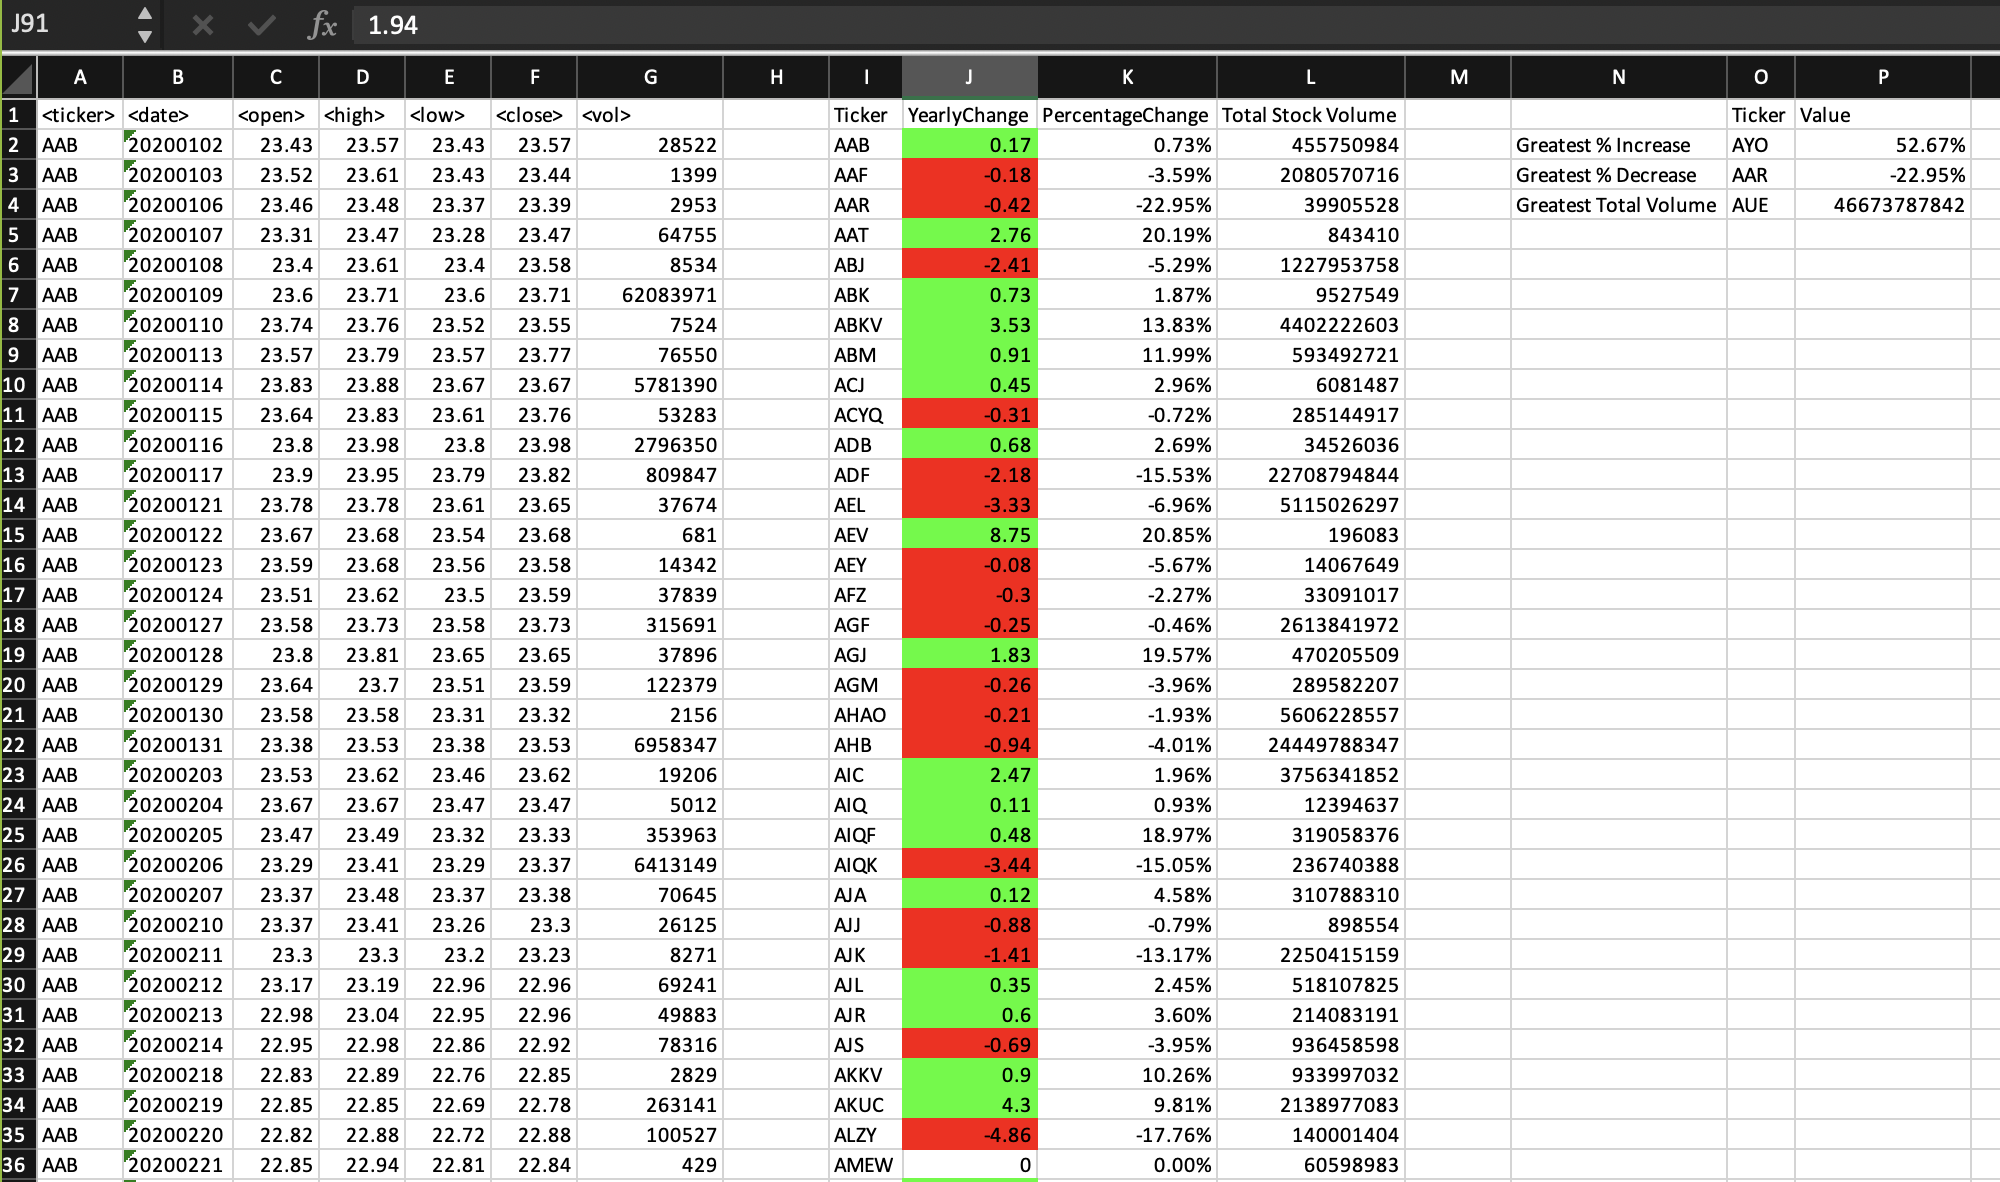 J91 fx 1.94
A B C D E F G H I J K L M N O P
1 <ticker> <date> <open> <high> <low> <close> <vol> Ticker YearlyChange PercentageChange Total Stock Volume Ticker Value
2 AAB 20200102 23.43 23.57 23.43 23.57 28522 AAB 0.17 0.73% 455750984 Greatest % Increase AYO 52.67%
3 AAB 20200103 23.52 23.61 23.43 23.44 1399 AAF -0.18 -3.59% 2080570716 Greatest % Decrease AAR -22.95%
4 AAB 20200106 23.46 23.48 23.37 23.39 2953 AAR -0.42 -22.95% 39905528 Greatest Total Volume AUE 46673787842
5 AAB 20200107 23.31 23.47 23.28 23.47 64755 AAT 2.76 20.19% 843410
6 AAB 20200108 23.4 23.61 23.4 23.58 8534 ABJ -2.41 -5.29% 1227953758
7 AAB 20200109 23.6 23.71 23.6 23.71 62083971 ABK 0.73 1.87% 9527549
8 AAB 20200110 23.74 23.76 23.52 23.55 7524 ABKV 3.53 13.83% 4402222603
9 AAB 20200113 23.57 23.79 23.57 23.77 76550 ABM 0.91 11.99% 593492721
10 AAB 20200114 23.83 23.88 23.67 23.67 5781390 ACJ 0.45 2.96% 6081487
11 AAB 20200115 23.64 23.83 23.61 23.76 53283 ACYQ -0.31 -0.72% 285144917
12 AAB 20200116 23.8 23.98 23.8 23.98 2796350 ADB 0.68 2.69% 34526036
13 AAB 20200117 23.9 23.95 23.79 23.82 809847 ADF -2.18 -15.53% 22708794844
14 AAB 20200121 23.78 23.78 23.61 23.65 37674 AEL -3.33 -6.96% 5115026297
15 AAB 20200122 23.67 23.68 23.54 23.68 681 AEV 8.75 20.85% 196083
16 AAB 20200123 23.59 23.68 23.56 23.58 14342 AEY -0.08 -5.67% 14067649
17 AAB 20200124 23.51 23.62 23.5 23.59 37839 AFZ -0.3 -2.27% 33091017
18 AAB 20200127 23.58 23.73 23.58 23.73 315691 AGF -0.25 -0.46% 2613841972
19 AAB 20200128 23.8 23.81 23.65 23.65 37896 AGJ 1.83 19.57% 470205509
20 AAB 20200129 23.64 23.7 23.51 23.59 122379 AGM -0.26 -3.96% 289582207
21 AAB 20200130 23.58 23.58 23.31 23.32 2156 AHAO -0.21 -1.93% 5606228557
22 AAB 20200131 23.38 23.53 23.38 23.53 6958347 AHB -0.94 -4.01% 24449788347
23 AAB 20200203 23.53 23.62 23.46 23.62 19206 AIC 2.47 1.96% 3756341852
24 AAB 20200204 23.67 23.67 23.47 23.47 5012 AIQ 0.11 0.93% 12394637
25 AAB 20200205 23.47 23.49 23.32 23.33 353963 AIQF 0.48 18.97% 319058376
26 AAB 20200206 23.29 23.41 23.29 23.37 6413149 AIQK -3.44 -15.05% 236740388
27 AAB 20200207 23.37 23.48 23.37 23.38 70645 AJA 0.12 4.58% 310788310
28 AAB 20200210 23.37 23.41 23.26 23.3 26125 AJJ -0.88 -0.79% 898554
29 AAB 20200211 23.3 23.3 23.2 23.23 8271 AJK -1.41 -13.17% 2250415159
30 AAB 20200212 23.17 23.19 22.96 22.96 69241 AJL 0.35 2.45% 518107825
31 AAB 20200213 22.98 23.04 22.95 22.96 49883 AJR 0.6 3.60% 214083191
32 AAB 20200214 22.95 22.98 22.86 22.92 78316 AJS -0.69 -3.95% 936458598
33 AAB 20200218 22.83 22.89 22.76 22.85 2829 AKKV 0.9 10.26% 933997032
34 AAB 20200219 22.85 22.85 22.69 22.78 263141 AKUC 4.3 9.81% 2138977083
35 AAB 20200220 22.82 22.88 22.72 22.88 100527 ALZY -4.86 -17.76% 140001404
36 AAB 20200221 22.85 22.94 22.81 22.84 429 AMEW 0 0.00% 60598983